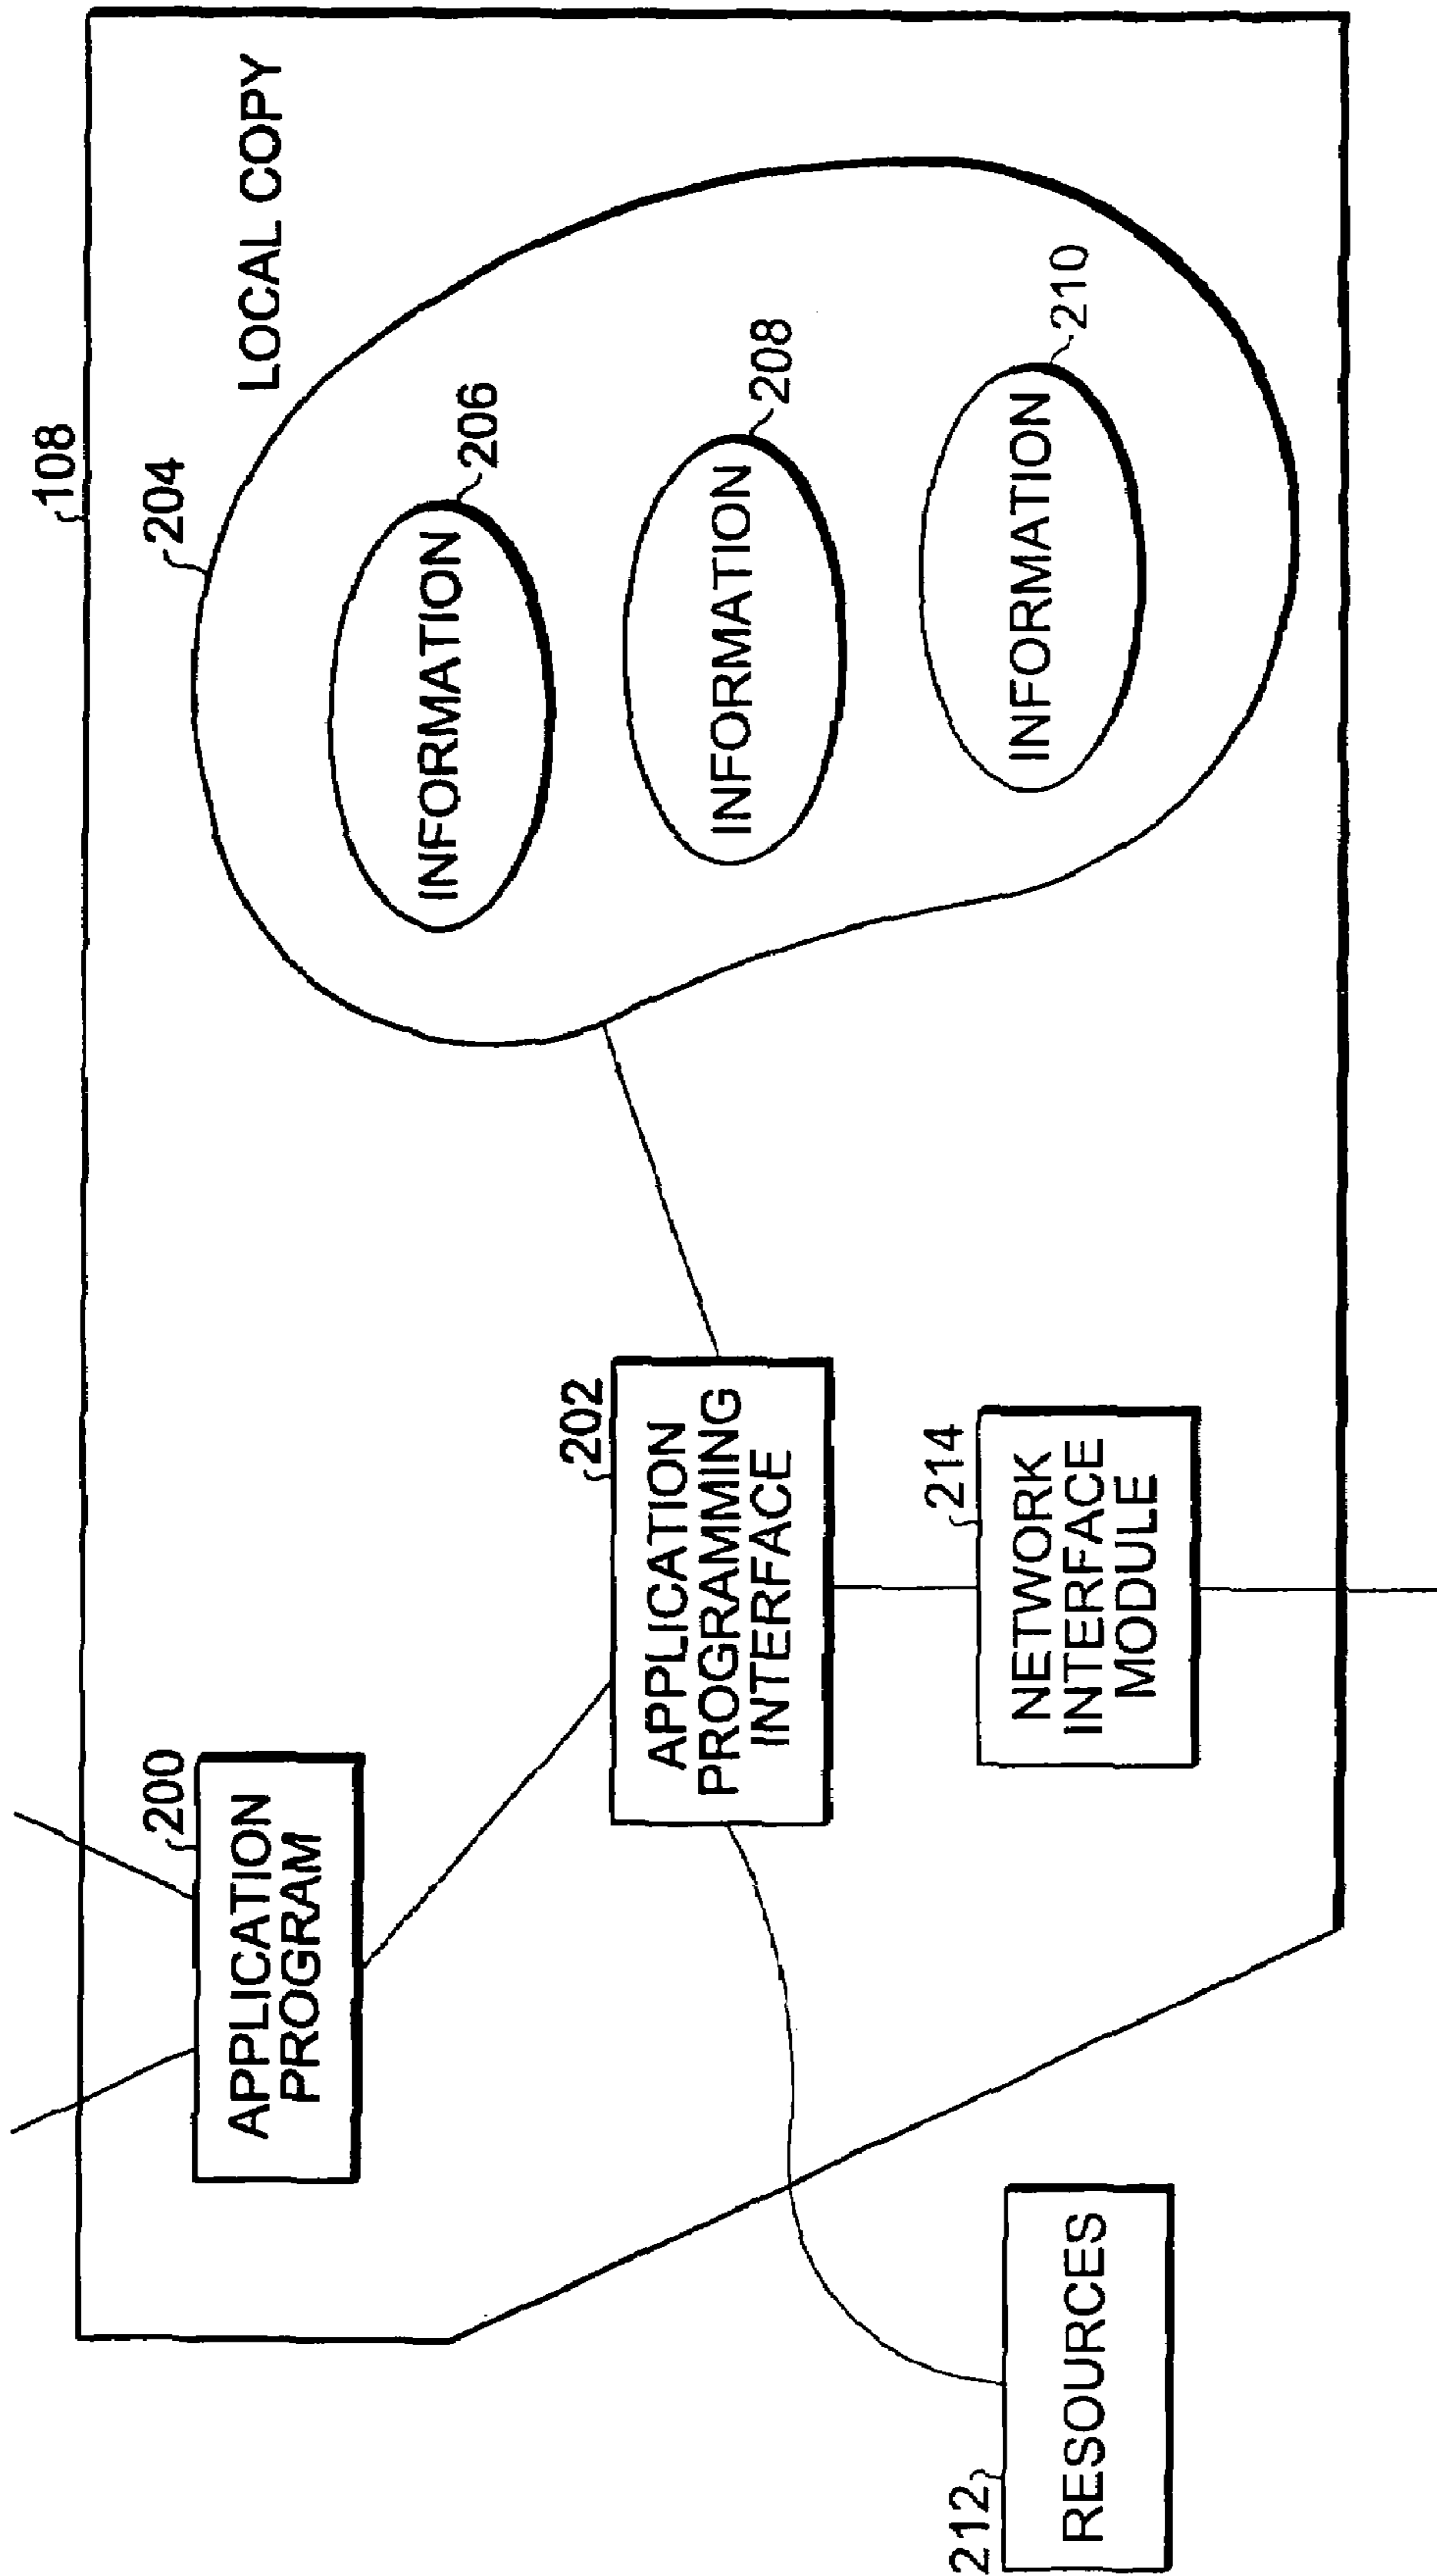 108
LOCAL COPY
204
INFORMATION
206
INFORMATION
208
INFORMATION
210
200
APPLICATION
PROGRAM
202
APPLICATION
PROGRAMMING
INTERFACE
214
NETWORK
INTERFACE
MODULE
212
RESOURCES